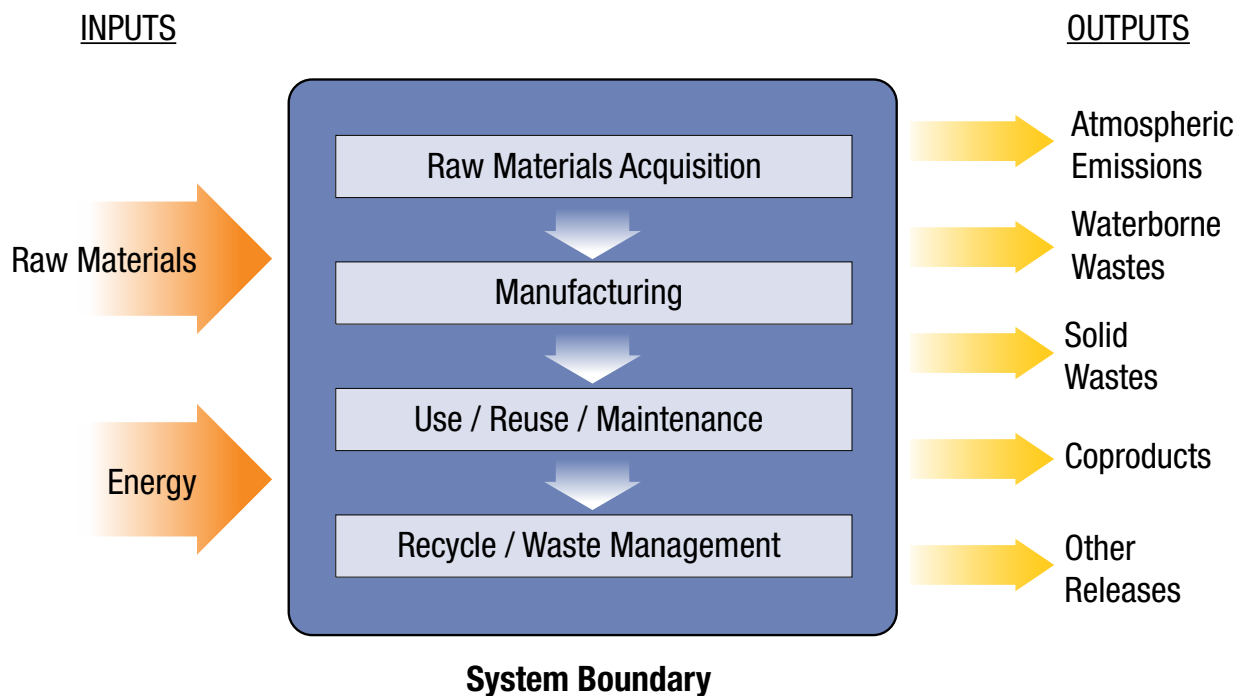 INPUTS
OUTPUTS
Raw Materials
Energy
Raw Materials Acquisition
Manufacturing
Use / Reuse / Maintenance
Recycle / Waste Management
Atmospheric
Emissions
Waterborne
Wastes
Solid
Wastes
Coproducts
Other
Releases
System Boundary